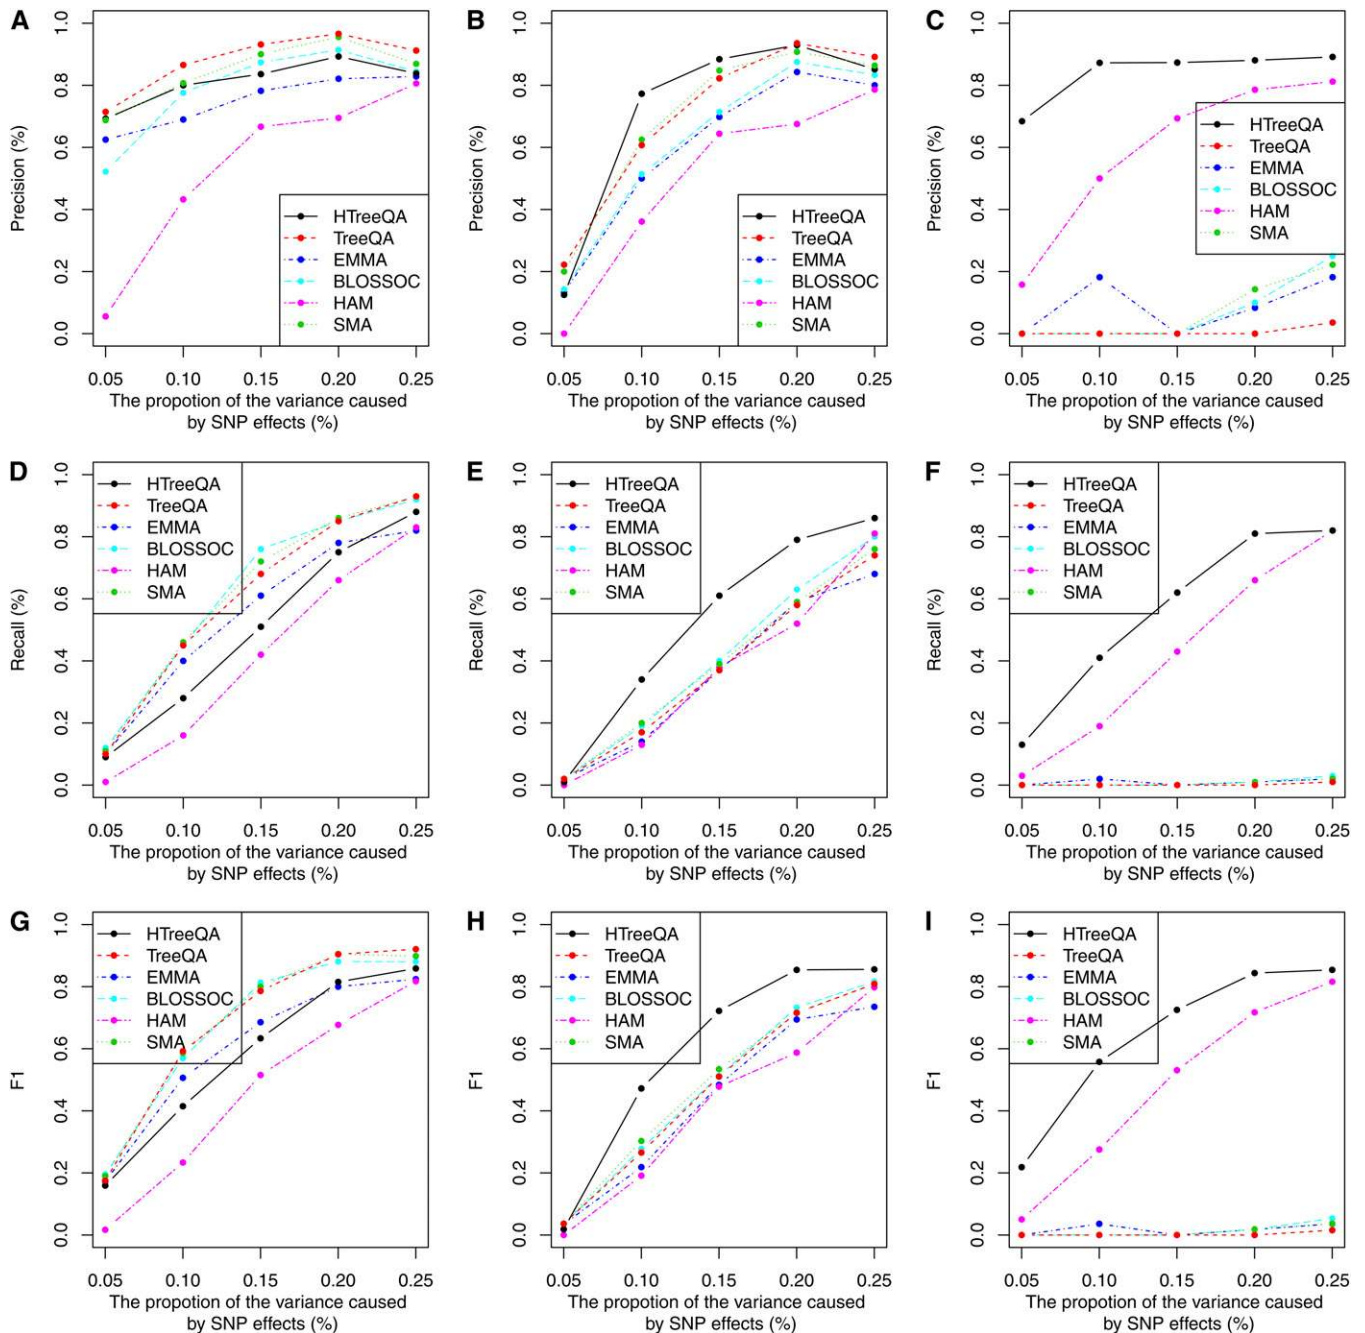 A
Precision (%)
1.0
0.8
0.6
0.4
0.2
0.0
HTreeQA
TreeQA
EMMA
BLOSSOC
HAM
SMA
0.05 0.10 0.15 0.20 0.25
The propotion of the variance caused
by SNP effects (%)
B
Precision (%)
1.0
0.8
0.6
0.4
0.2
0.0
HTreeQA
TreeQA
EMMA
BLOSSOC
HAM
SMA
0.05 0.10 0.15 0.20 0.25
The propotion of the variance caused
by SNP effects (%)
C
Precision (%)
1.0
0.8
0.6
0.4
0.2
0.0
HTreeQA
TreeQA
EMMA
BLOSSOC
HAM
SMA
0.05 0.10 0.15 0.20 0.25
The propotion of the variance caused
by SNP effects (%)
D
Recall (%)
1.0
0.8
0.6
0.4
0.2
0.0
HTreeQA
TreeQA
EMMA
BLOSSOC
HAM
SMA
0.05 0.10 0.15 0.20 0.25
The propotion of the variance caused
by SNP effects (%)
E
Recall (%)
1.0
0.8
0.6
0.4
0.2
0.0
HTreeQA
TreeQA
EMMA
BLOSSOC
HAM
SMA
0.05 0.10 0.15 0.20 0.25
The propotion of the variance caused
by SNP effects (%)
F
Recall (%)
1.0
0.8
0.6
0.4
0.2
0.0
HTreeQA
TreeQA
EMMA
BLOSSOC
HAM
SMA
0.05 0.10 0.15 0.20 0.25
The propotion of the variance caused
by SNP effects (%)
G
F1
1.0
0.8
0.6
0.4
0.2
0.0
HTreeQA
TreeQA
EMMA
BLOSSOC
HAM
SMA
0.05 0.10 0.15 0.20 0.25
The propotion of the variance caused
by SNP effects (%)
H
F1
1.0
0.8
0.6
0.4
0.2
0.0
HTreeQA
TreeQA
EMMA
BLOSSOC
HAM
SMA
0.05 0.10 0.15 0.20 0.25
The propotion of the variance caused
by SNP effects (%)
I
F1
1.0
0.8
0.6
0.4
0.2
0.0
HTreeQA
TreeQA
EMMA
BLOSSOC
HAM
SMA
0.05 0.10 0.15 0.20 0.25
The propotion of the variance caused
by SNP effects (%)